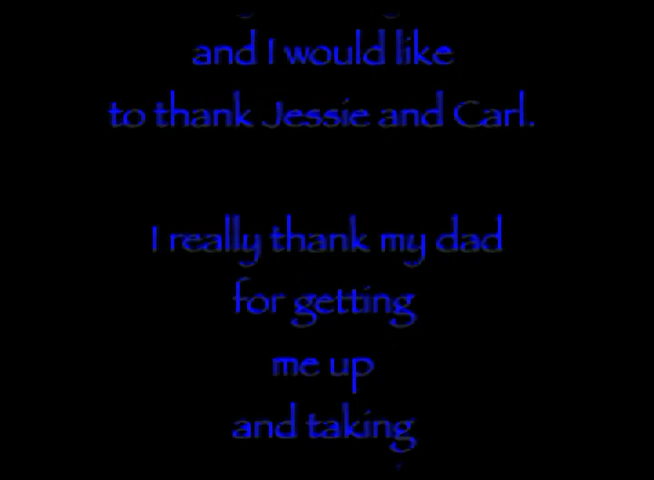 and I would like
to thank Jessie and Carl.
I really thank my dad
for getting
me up
and taking